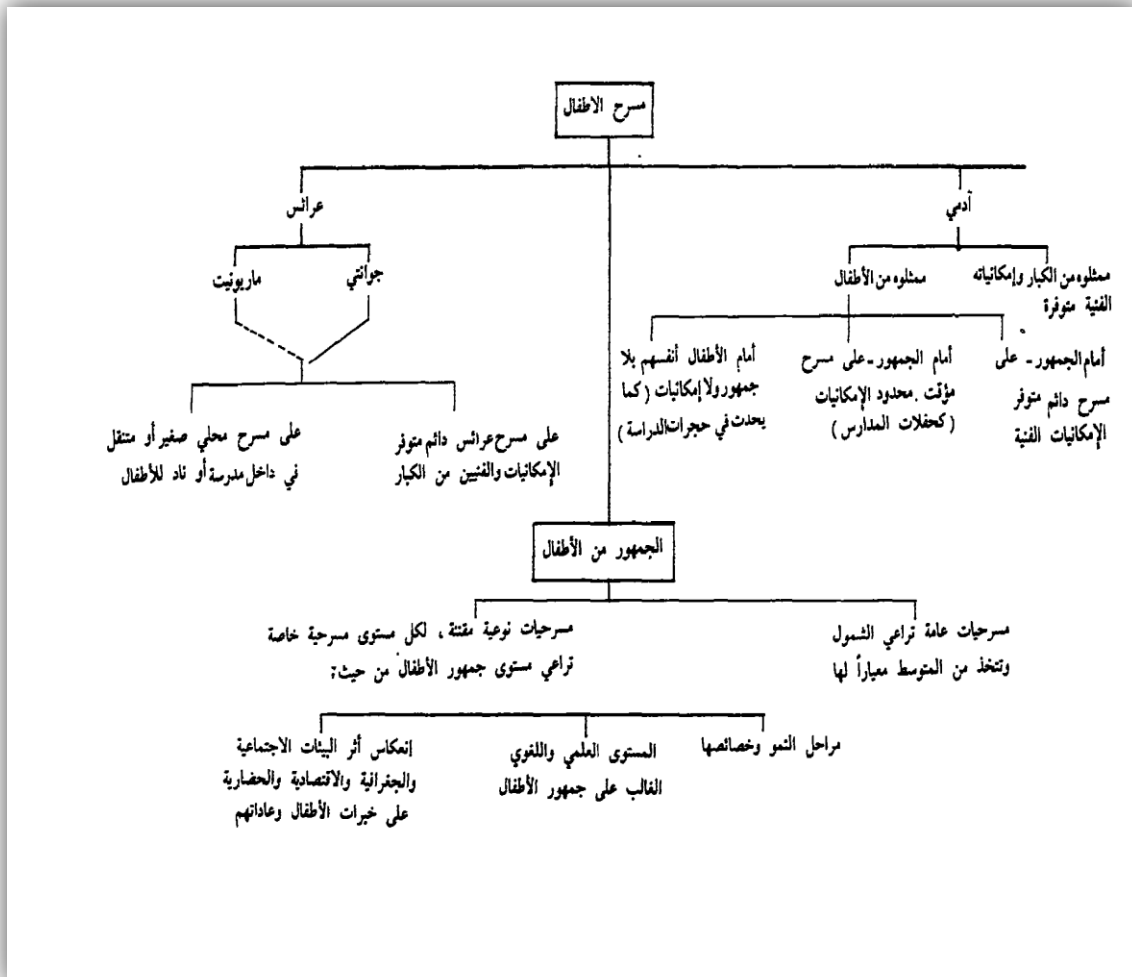 مسرح الاطفال
آدمي
عرائس
ممثلوه من الكبار وإمكانياته
الفنية متوفرة
ممثلوه من الأطفال
جوانتي
ماريونيت
أمام الجمهور - على
مسرح دائم متوفر
الإمكانيات الفنية
أمام الجمهور - على مسرح
مؤقت . محدود الإمكانيات
(كحفلات المدارس)
أمام الأطفال أنفسهم بلا
جمهور ولا إمكانيات (كما
يحدث في حجرات الدراسة)
على مسرح عرائس دائم متوفر
الإمكانيات والفنيين من الكبار
على مسرح محلي صغير أو متنقل
في داخل مدرسة أو ناد للأطفال
الجمهور من الأطفال
مسرحيات عامة تراعي الشمول
وتتخذ من المتوسط معياراً لها
مسرحيات نوعية مقننة ، لكل مستوى مسرحية خاصة
تراعي مستوى جمهور الأطفال من حيث:
مراحل النمو وخصائصها
المستوى العلمي واللغوي
الغالب على جمهور الأطفال
إنعكاس أثر البيئات الاجتماعية
والجغرافية والاقتصادية والحضارية
على خبرات الأطفال وعاداتهم